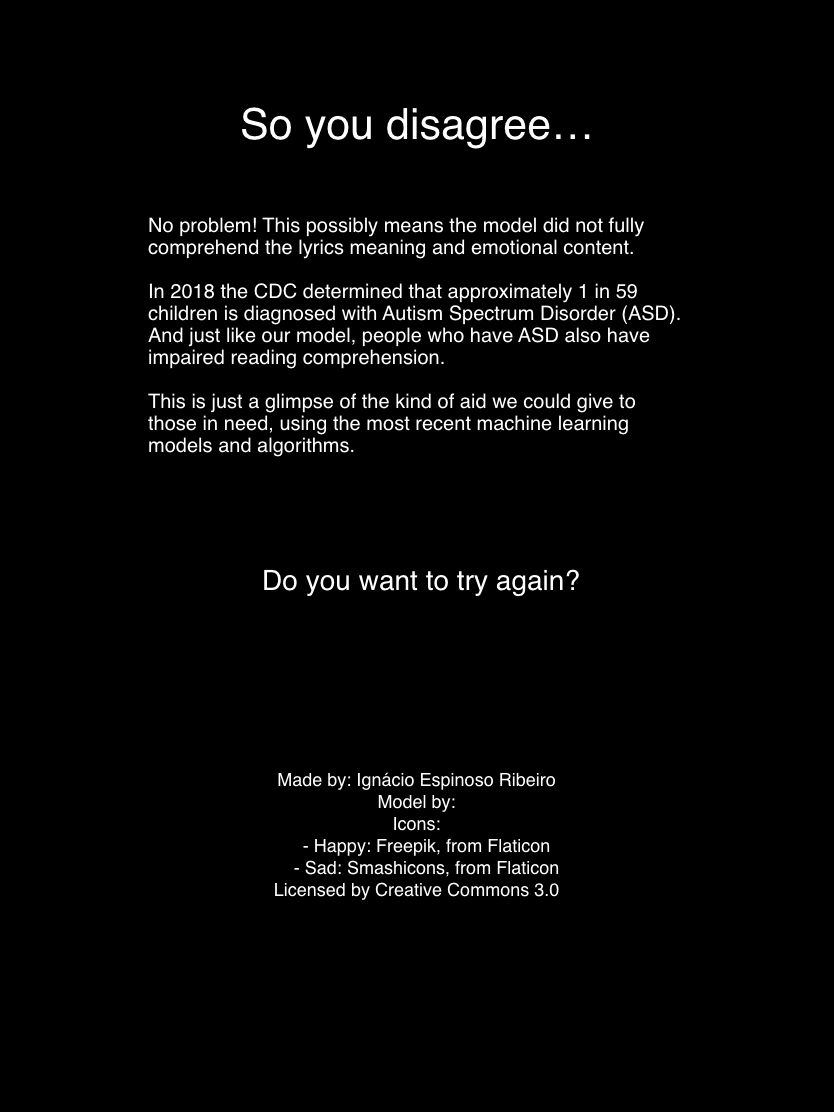 So you disagree…
No problem! This possibly means the model did not fully
comprehend the lyrics meaning and emotional content.
In 2018 the CDC determined that approximately 1 in 59
children is diagnosed with Autism Spectrum Disorder (ASD).
And just like our model, people who have ASD also have
impaired reading comprehension.
This is just a glimpse of the kind of aid we could give to
those in need, using the most recent machine learning
models and algorithms.
Do you want to try again?
Made by: Ignácio Espinoso Ribeiro
Model by:
Icons:
- Happy: Freepik, from Flaticon
- Sad: Smashicons, from Flaticon
Licensed by Creative Commons 3.0